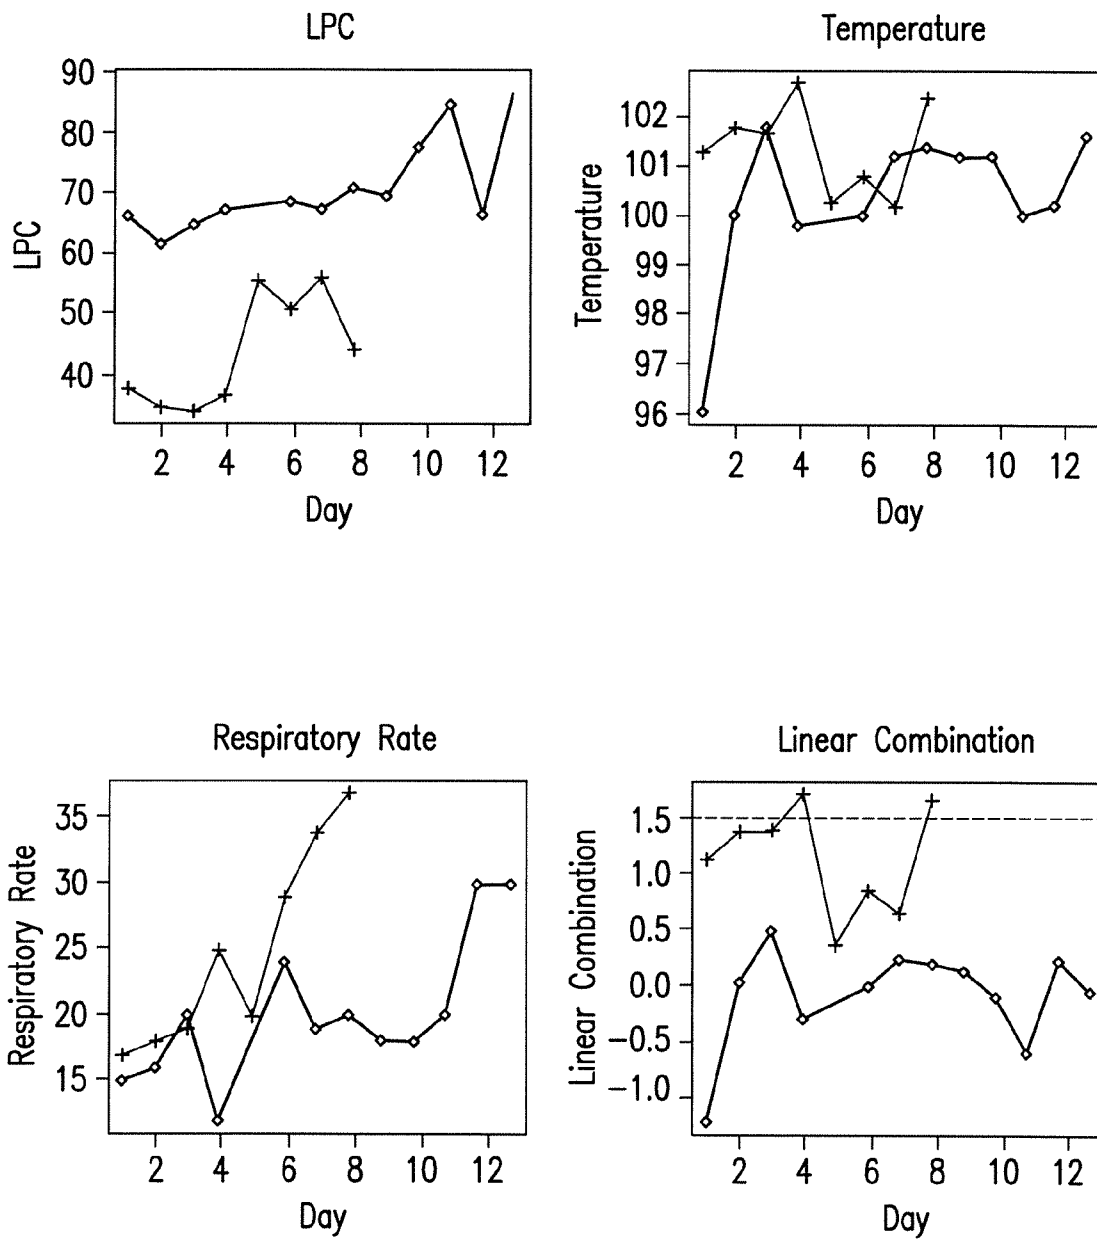 LPC
90
80
70
60
50
40
LPC
2 4 6 8 10 12
Day
Temperature
102
101
100
99
98
97
96
Temperature
2 4 6 8 10 12
Day
Respiratory Rate
35
30
25
20
15
Respiratory Rate
2 4 6 8 10 12
Day
Linear Combination
1.5
1.0
0.5
0.0
-0.5
-1.0
Linear Combination
2 4 6 8 10 12
Day